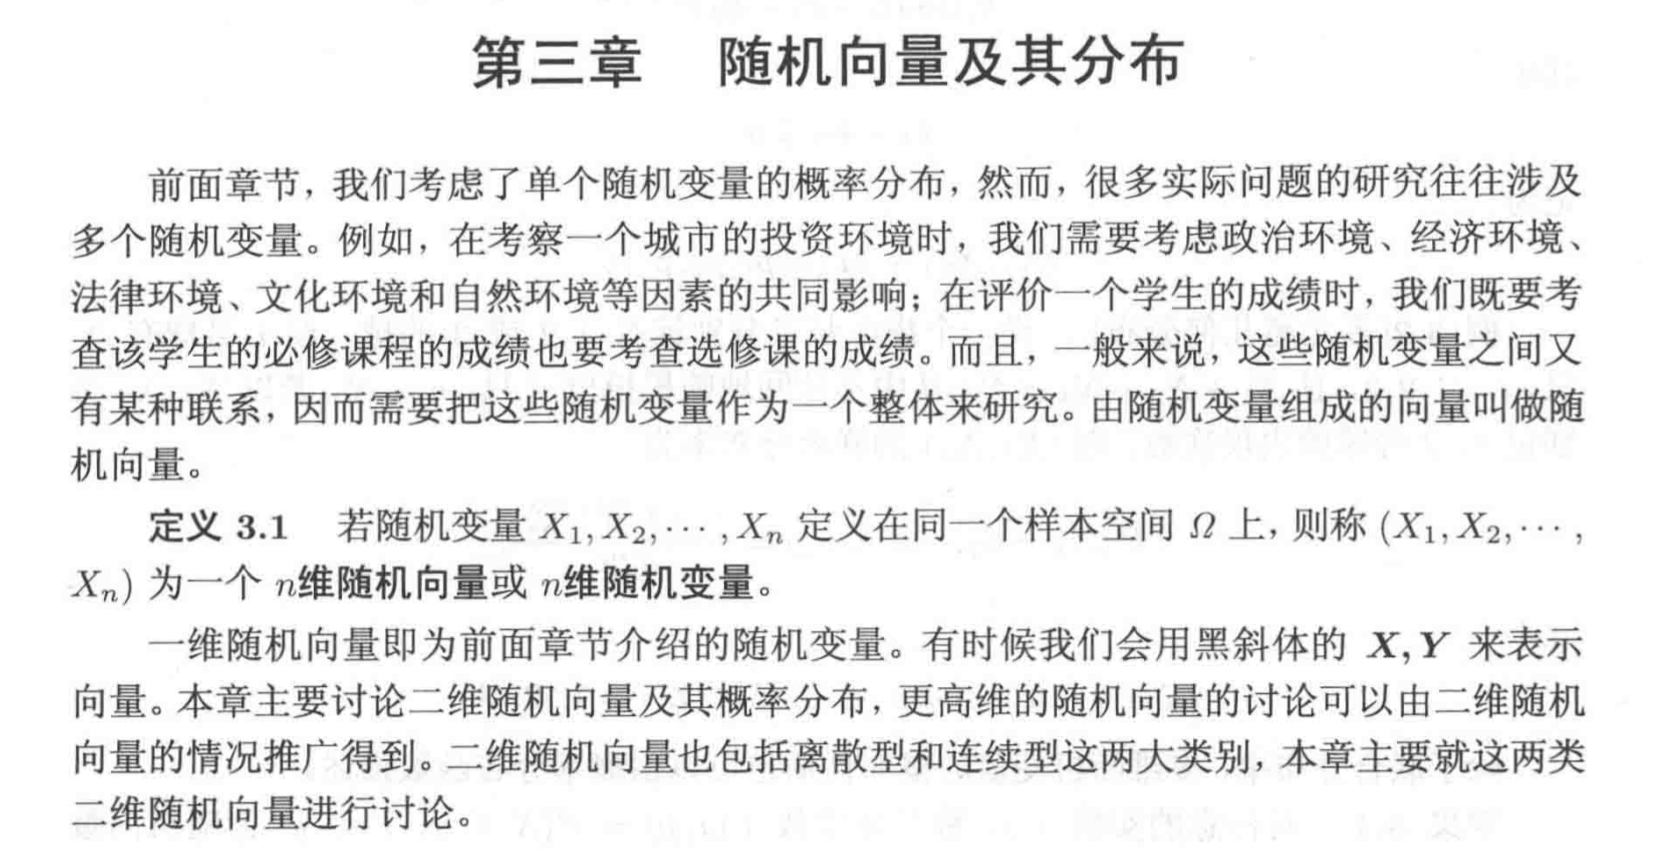 第三章 随机向量及其分布
前面章节，我们考虑了单个随机变量的概率分布，然而，很多实际问题的研究往往涉及
多个随机变量。例如，在考察一个城市的投资环境时，我们需要考虑政治环境、经济环境、
法律环境、文化环境和自然环境等因素的共同影响；在评价一个学生的成绩时，我们既要考
查该学生的必修课程的成绩也要考查选修课的成绩。而且，一般来说，这些随机变量之间又
有某种联系，因而需要把这些随机变量作为一个整体来研究。由随机变量组成的向量叫做随
机向量。
定义 3.1 若随机变量 X₁, X₂, ⋯ , Xₙ 定义在同一个样本空间 Ω 上，则称 (X₁, X₂, ⋯ ,
Xₙ) 为一个 n维随机向量或 n维随机变量。
一维随机向量即为前面章节介绍的随机变量。有时候我们会用黑斜体的 X, Y 来表示
向量。本章主要讨论二维随机向量及其概率分布，更高维的随机向量的讨论可以由二维随机
向量的情况推广得到。二维随机向量也包括离散型和连续型这两大类别，本章主要就这两类
二维随机向量进行讨论。